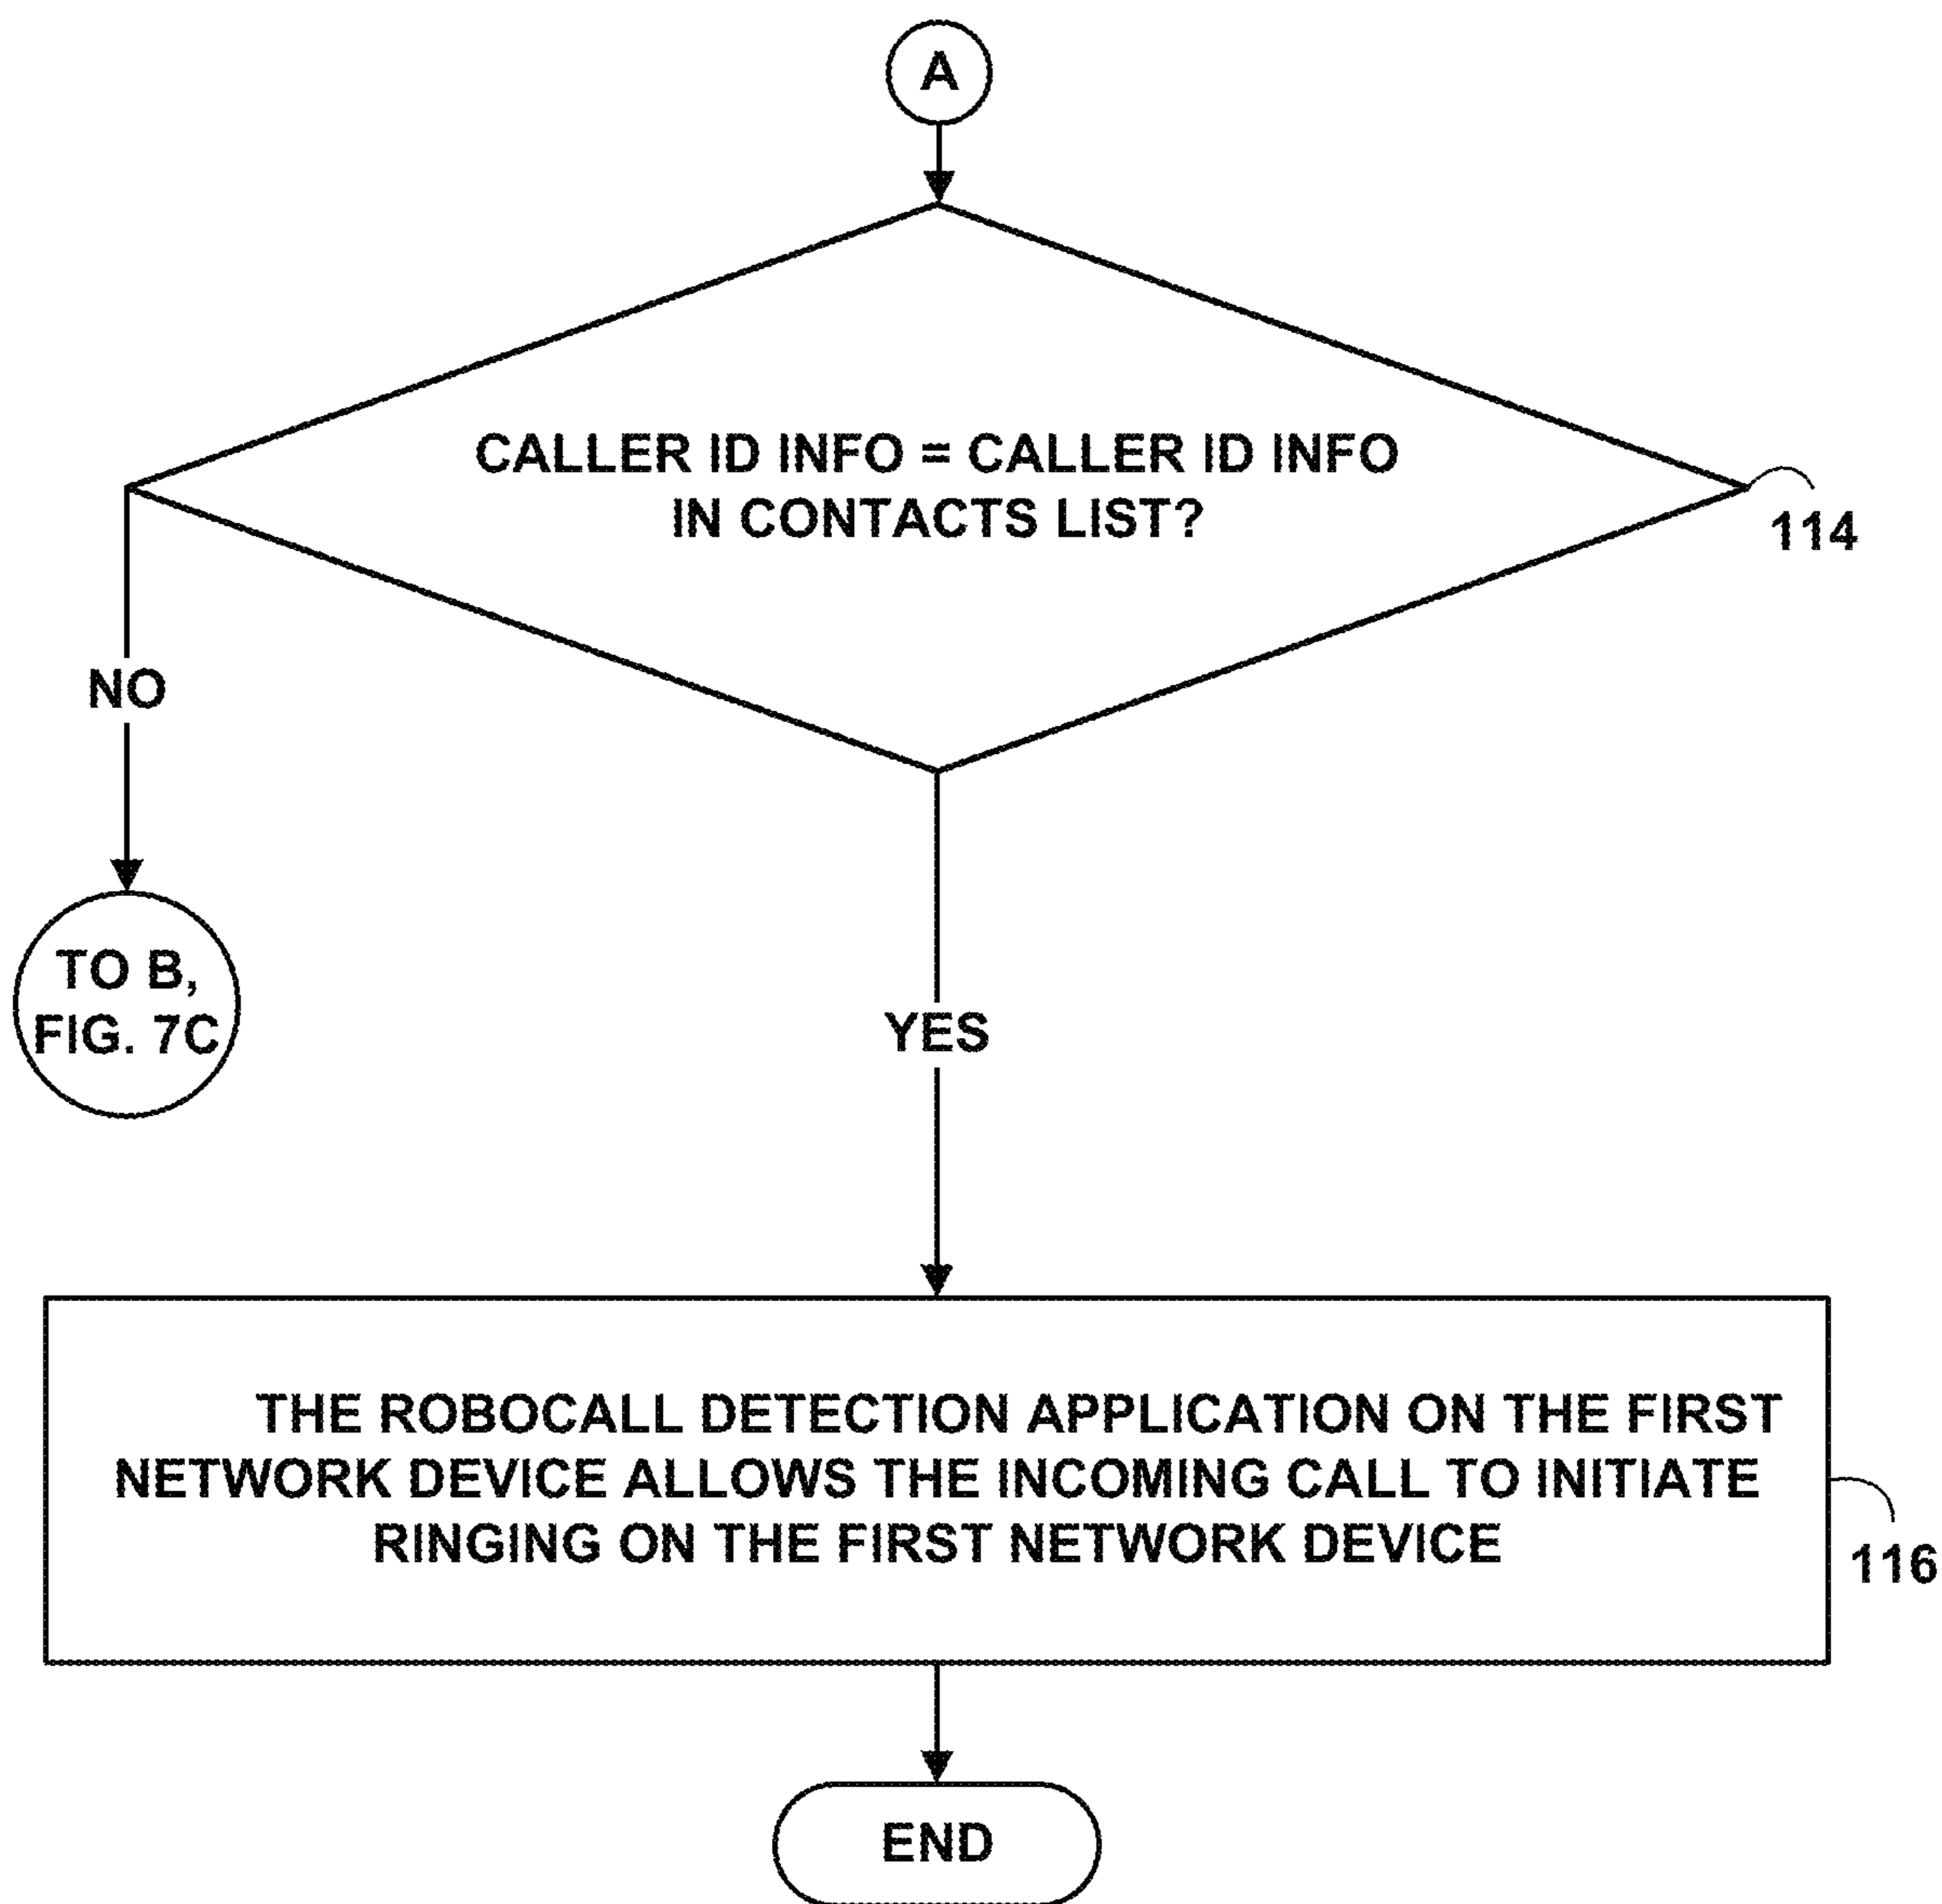 A
CALLER ID INFO = CALLER ID INFO
IN CONTACTS LIST?
114
NO
TO B,
FIG. 7C
YES
THE ROBOCALL DETECTION APPLICATION ON THE FIRST
NETWORK DEVICE ALLOWS THE INCOMING CALL TO INITIATE
RINGING ON THE FIRST NETWORK DEVICE
116
END